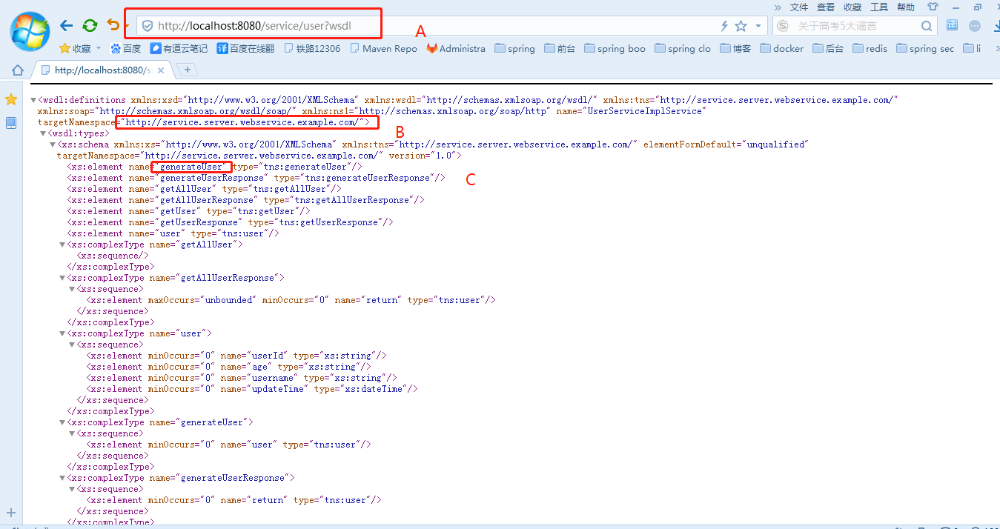 » 文件 查看 收藏 工具 帮助
http://localhost:8080/service/user?wsdl
关于高考5大谣言
译
A
收藏 百度 有道云笔记 译 百度在线翻 铁路12306 Maven Repo Administra spring 前台 spring boo spring clo 博客 docker 后台 redis spring sec li
http://localhost:8080/s
<wsdl:definitions xmlns:xsd="http://www.w3.org/2001/XMLSchema" xmlns:wsdl="http://schemas.xmlsoap.org/wsdl/" xmlns:tns="http://service.server.webservice.example.com/"
xmlns:soap="http://schemas.xmlsoap.org/wsdl/soap/" xmlns:ns1="http://schemas.xmlsoap.org/soap/http" name="UserServiceImplService"
targetNamespace="http://service.server.webservice.example.com/">
B
<wsdl:types>
<xs:schema xmlns:xs="http://www.w3.org/2001/XMLSchema" xmlns:tns="http://service.server.webservice.example.com/" elementFormDefault="unqualified"
targetNamespace="http://service.server.webservice.example.com/" version="1.0">
<xs:element name="generateUser" type="tns:generateUser"/>
<xs:element name="generateUserResponse" type="tns:generateUserResponse"/>
C
<xs:element name="getAllUser" type="tns:getAllUser"/>
<xs:element name="getAllUserResponse" type="tns:getAllUserResponse"/>
<xs:element name="getUser" type="tns:getUser"/>
<xs:element name="getUserResponse" type="tns:getUserResponse"/>
<xs:element name="user" type="tns:user"/>
<xs:complexType name="getAllUser">
<xs:sequence/>
</xs:complexType>
<xs:complexType name="getAllUserResponse">
<xs:sequence>
<xs:element maxOccurs="unbounded" minOccurs="0" name="return" type="tns:user"/>
</xs:sequence>
</xs:complexType>
<xs:complexType name="user">
<xs:sequence>
<xs:element minOccurs="0" name="userId" type="xs:string"/>
<xs:element minOccurs="0" name="age" type="xs:string"/>
<xs:element minOccurs="0" name="username" type="xs:string"/>
<xs:element minOccurs="0" name="updateTime" type="xs:dateTime"/>
</xs:sequence>
</xs:complexType>
<xs:complexType name="generateUser">
<xs:sequence>
<xs:element minOccurs="0" name="user" type="tns:user"/>
</xs:sequence>
</xs:complexType>
<xs:complexType name="generateUserResponse">
<xs:sequence>
<xs:element minOccurs="0" name="return" type="tns:user"/>
</xs:sequence>
</xs:complexType>